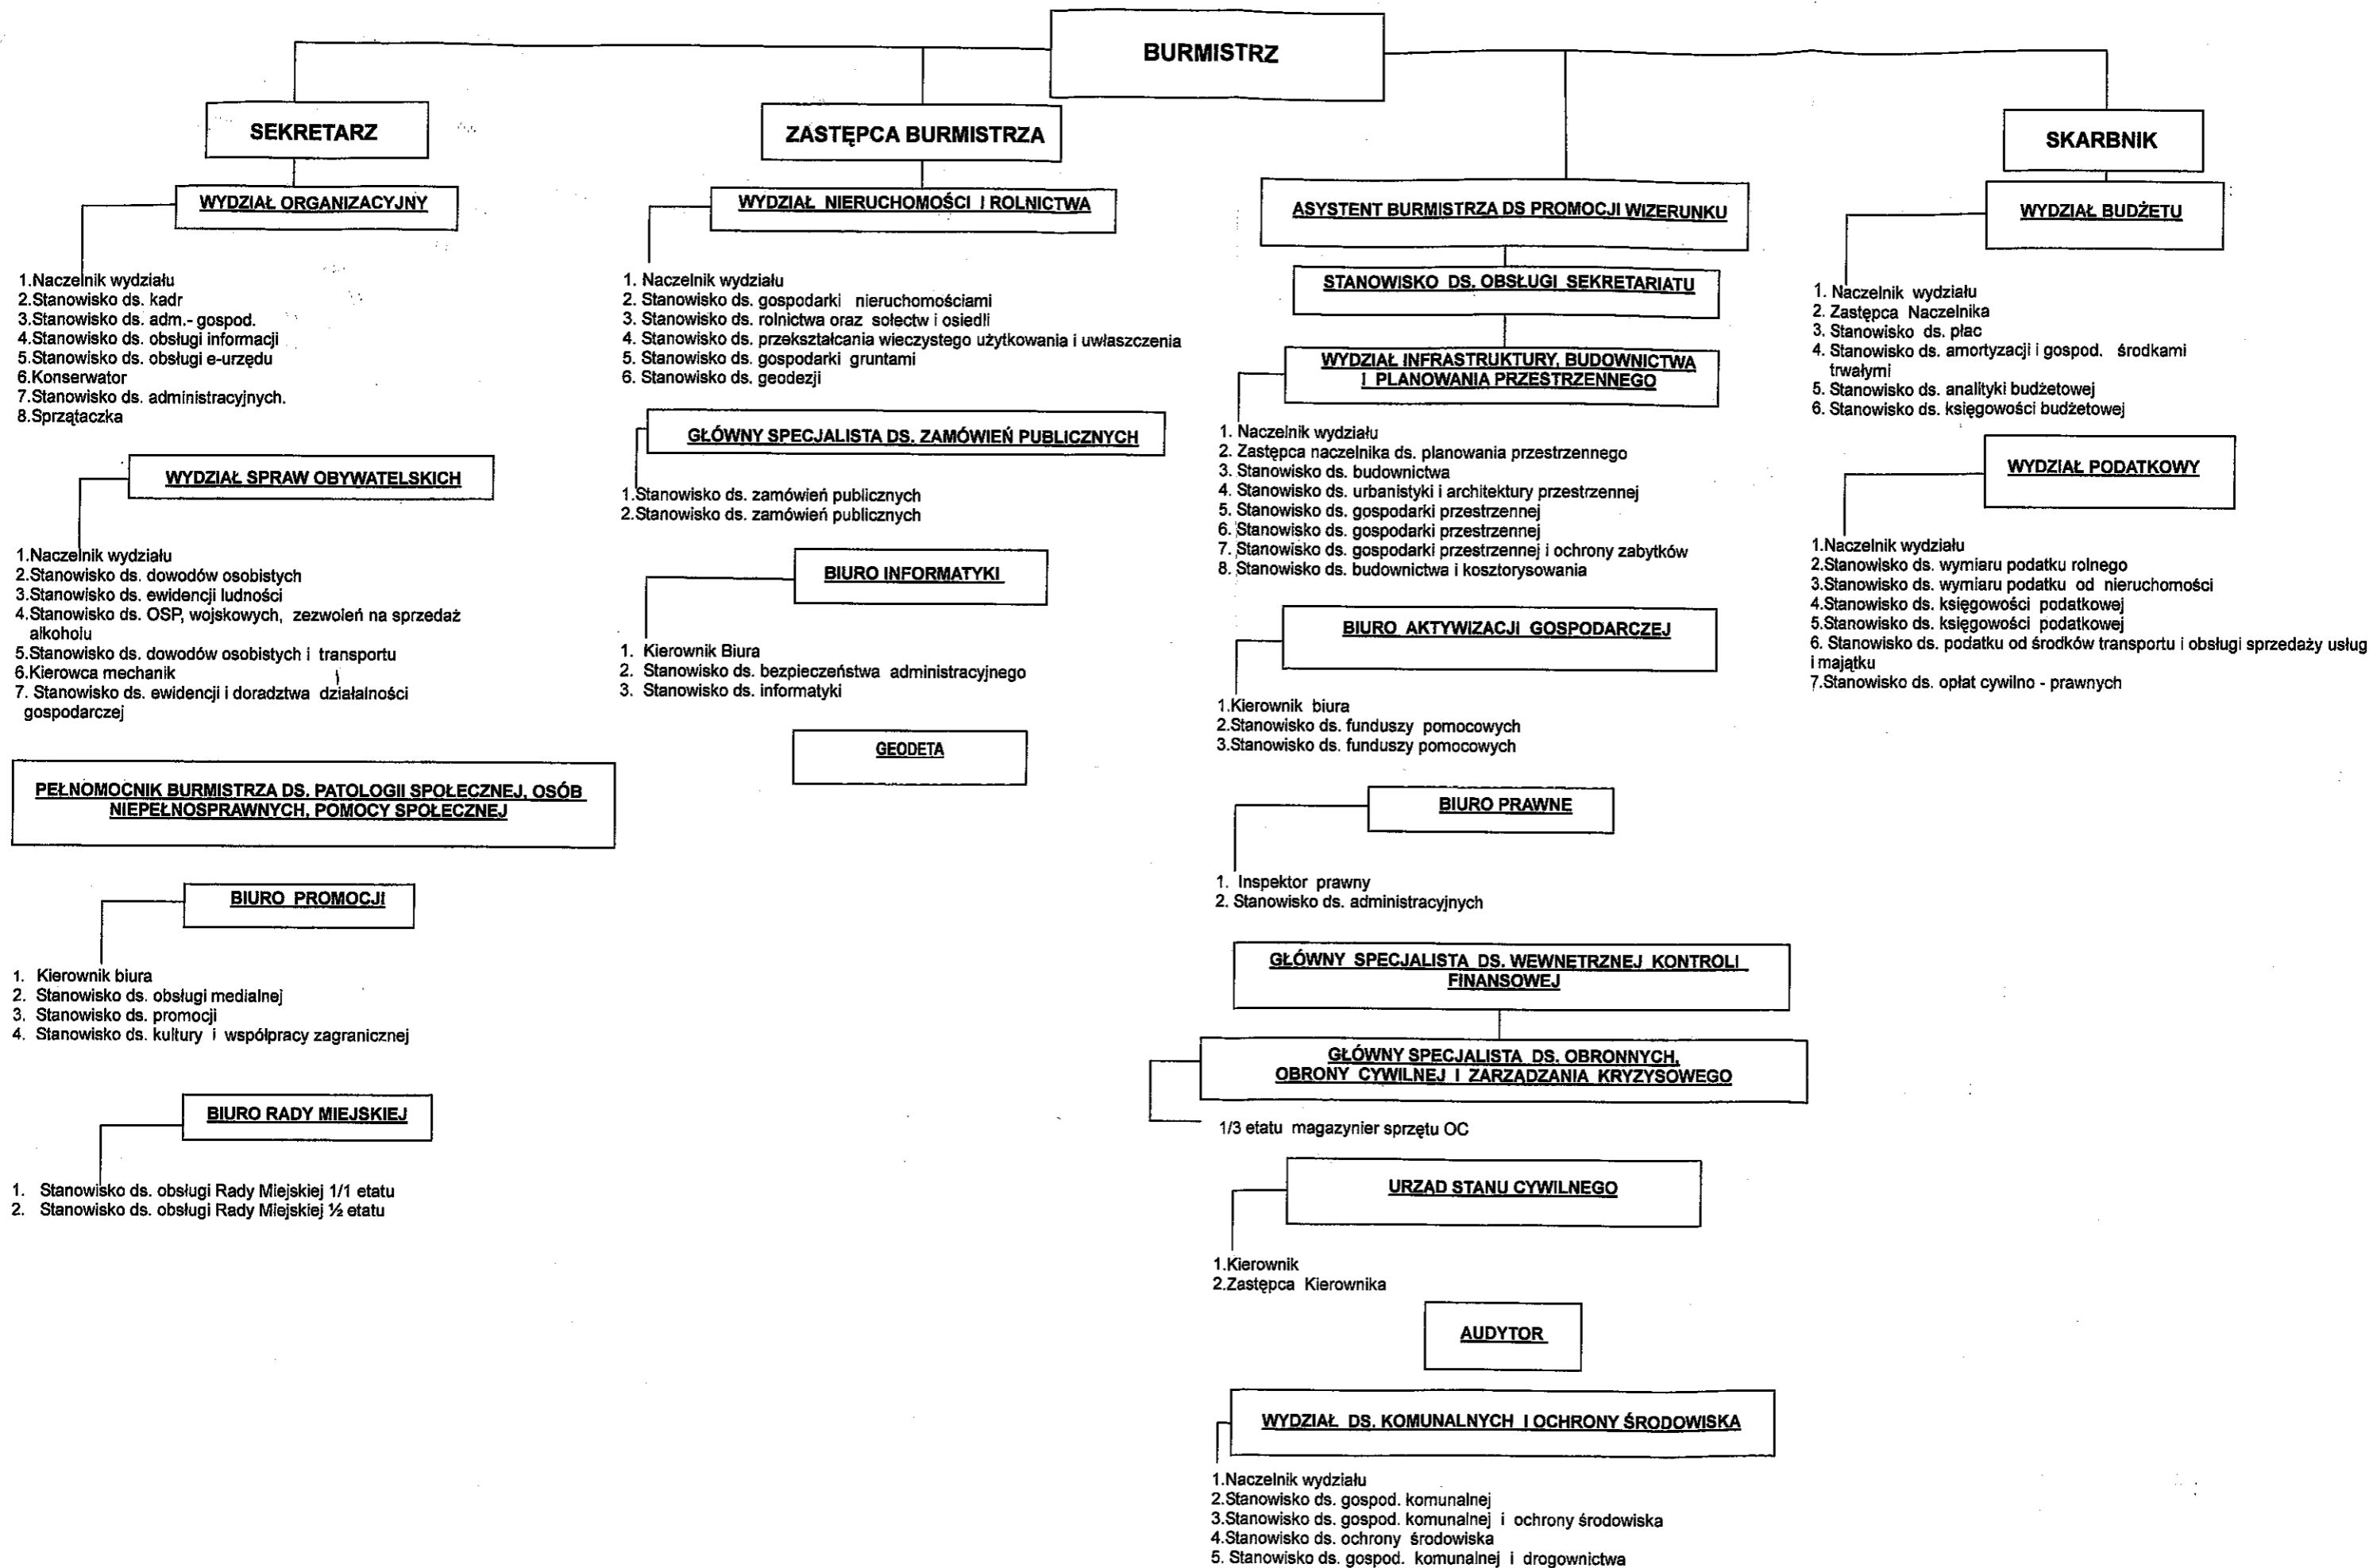 BURMISTRZ
SEKRETARZ
WYDZIAŁ ORGANIZACYJNY
1.Naczelnik wydziału
2.Stanowisko ds. kadr
3.Stanowisko ds. adm.- gospod.
4.Stanowisko ds. obsługi informacji
5.Stanowisko ds. obsługi e-urzędu
6.Konserwator
7.Stanowisko ds. administracyjnych.
8.Sprzątaczka
WYDZIAŁ SPRAW OBYWATELSKICH
1.Naczelnik wydziału
2.Stanowisko ds. dowodów osobistych
3.Stanowisko ds. ewidencji ludności
4.Stanowisko ds. OSP, wojskowych, zezwoleń na sprzedaż
alkoholu
5.Stanowisko ds. dowodów osobistych i transportu
6.Kierowca mechanik
7. Stanowisko ds. ewidencji i doradztwa działalności
gospodarczej
PEŁNOMOCNIK BURMISTRZA DS. PATOLOGII SPOŁECZNEJ, OSÓB
NIEPEŁNOSPRAWNYCH, POMOCY SPOŁECZNEJ
BIURO PROMOCJI
1. Kierownik biura
2. Stanowisko ds. obsługi medialnej
3. Stanowisko ds. promocji
4. Stanowisko ds. kultury i współpracy zagranicznej
BIURO RADY MIEJSKIEJ
1. Stanowisko ds. obsługi Rady Miejskiej 1/1 etatu
2. Stanowisko ds. obsługi Rady Miejskiej ½ etatu
ZASTĘPCA BURMISTRZA
WYDZIAŁ NIERUCHOMOŚCI I ROLNICTWA
1. Naczelnik wydziału
2. Stanowisko ds. gospodarki nieruchomościami
3. Stanowisko ds. rolnictwa oraz sołectw i osiedli
4. Stanowisko ds. przekształcania wieczystego użytkowania i uwłaszczenia
5. Stanowisko ds. gospodarki gruntami
6. Stanowisko ds. geodezji
GŁÓWNY SPECJALISTA DS. ZAMÓWIEŃ PUBLICZNYCH
1.Stanowisko ds. zamówień publicznych
2.Stanowisko ds. zamówień publicznych
BIURO INFORMATYKI
1. Kierownik Biura
2. Stanowisko ds. bezpieczeństwa administracyjnego
3. Stanowisko ds. informatyki
GEODETA
ASYSTENT BURMISTRZA DS PROMOCJI WIZERUNKU
STANOWISKO DS. OBSŁUGI SEKRETARIATU
WYDZIAŁ INFRASTRUKTURY, BUDOWNICTWA
I PLANOWANIA PRZESTRZENNEGO
1. Naczelnik wydziału
2. Zastępca naczelnika ds. planowania przestrzennego
3. Stanowisko ds. budownictwa
4. Stanowisko ds. urbanistyki i architektury przestrzennej
5. Stanowisko ds. gospodarki przestrzennej
6. Stanowisko ds. gospodarki przestrzennej
7. Stanowisko ds. gospodarki przestrzennej i ochrony zabytków
8. Stanowisko ds. budownictwa i kosztorysowania
BIURO AKTYWIZACJI GOSPODARCZEJ
1.Kierownik biura
2.Stanowisko ds. funduszy pomocowych
3.Stanowisko ds. funduszy pomocowych
BIURO PRAWNE
1. Inspektor prawny
2. Stanowisko ds. administracyjnych
GŁÓWNY SPECJALISTA DS. WEWNĘTRZNEJ KONTROLI
FINANSOWEJ
GŁÓWNY SPECJALISTA DS. OBRONNYCH,
OBRONY CYWILNEJ I ZARZĄDZANIA KRYZYSOWEGO
1/3 etatu magazynier sprzętu OC
URZĄD STANU CYWILNEGO
1.Kierownik
2.Zastępca Kierownika
AUDYTOR
WYDZIAŁ DS. KOMUNALNYCH I OCHRONY ŚRODOWISKA
1.Naczelnik wydziału
2.Stanowisko ds. gospod. komunalnej
3.Stanowisko ds. gospod. komunalnej i ochrony środowiska
4.Stanowisko ds. ochrony środowiska
5. Stanowisko ds. gospod. komunalnej i drogownictwa
SKARBNIK
WYDZIAŁ BUDŻETU
1. Naczelnik wydziału
2. Zastępca Naczelnika
3. Stanowisko ds. płac
4. Stanowisko ds. amortyzacji i gospod. środkami
trwałymi
5. Stanowisko ds. analityki budżetowej
6. Stanowisko ds. księgowości budżetowej
WYDZIAŁ PODATKOWY
1.Naczelnik wydziału
2.Stanowisko ds. wymiaru podatku rolnego
3.Stanowisko ds. wymiaru podatku od nieruchomości
4.Stanowisko ds. księgowości podatkowej
5.Stanowisko ds. księgowości podatkowej
6. Stanowisko ds. podatku od środków transportu i obsługi sprzedaży usług
i majątku
7.Stanowisko ds. opłat cywilno - prawnych